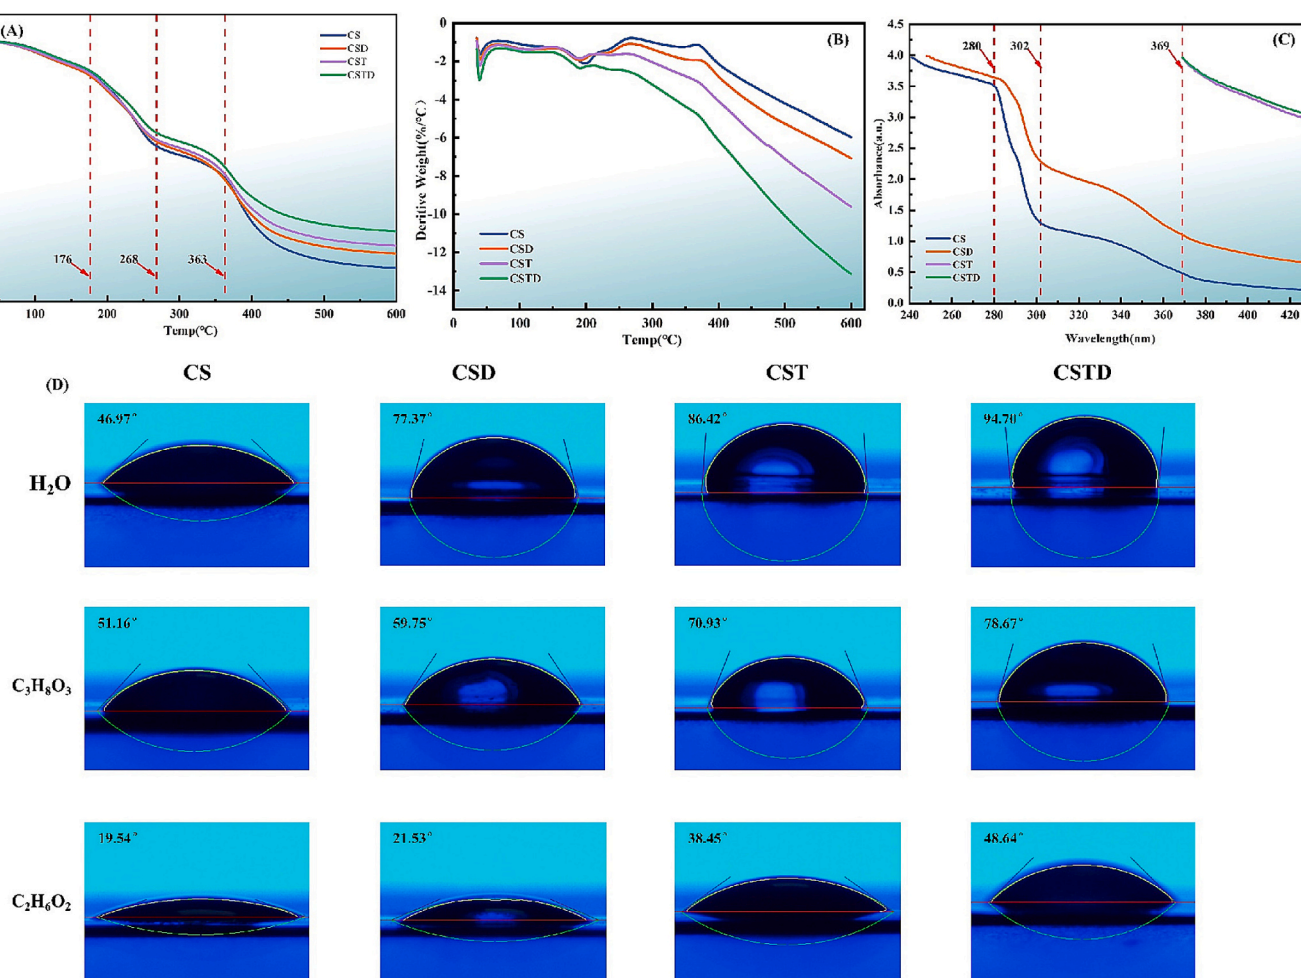 (A)
CS
CSD
CST
CSTD
176
268
363
100
200
300
400
500
600
Temp(℃)
(B)
0
-2
-4
-6
-8
-10
-12
-14
Deritive Weight(%/℃)
CS
CSD
CST
CSTD
0
100
200
300
400
500
600
Temp(℃)
(C)
4.5
4.0
3.5
3.0
2.5
2.0
1.5
1.0
0.5
0.0
Absorbance(a.u.)
280
302
369
CS
CSD
CST
CSTD
240
260
280
300
320
340
360
380
400
420
Wavelength(nm)
(D)
CS
CSD
CST
CSTD
H₂O
46.97°
77.37°
86.42°
94.70°
C₃H₈O₃
51.16°
59.75°
70.93°
78.67°
C₂H₆O₂
19.54°
21.53°
38.45°
48.64°